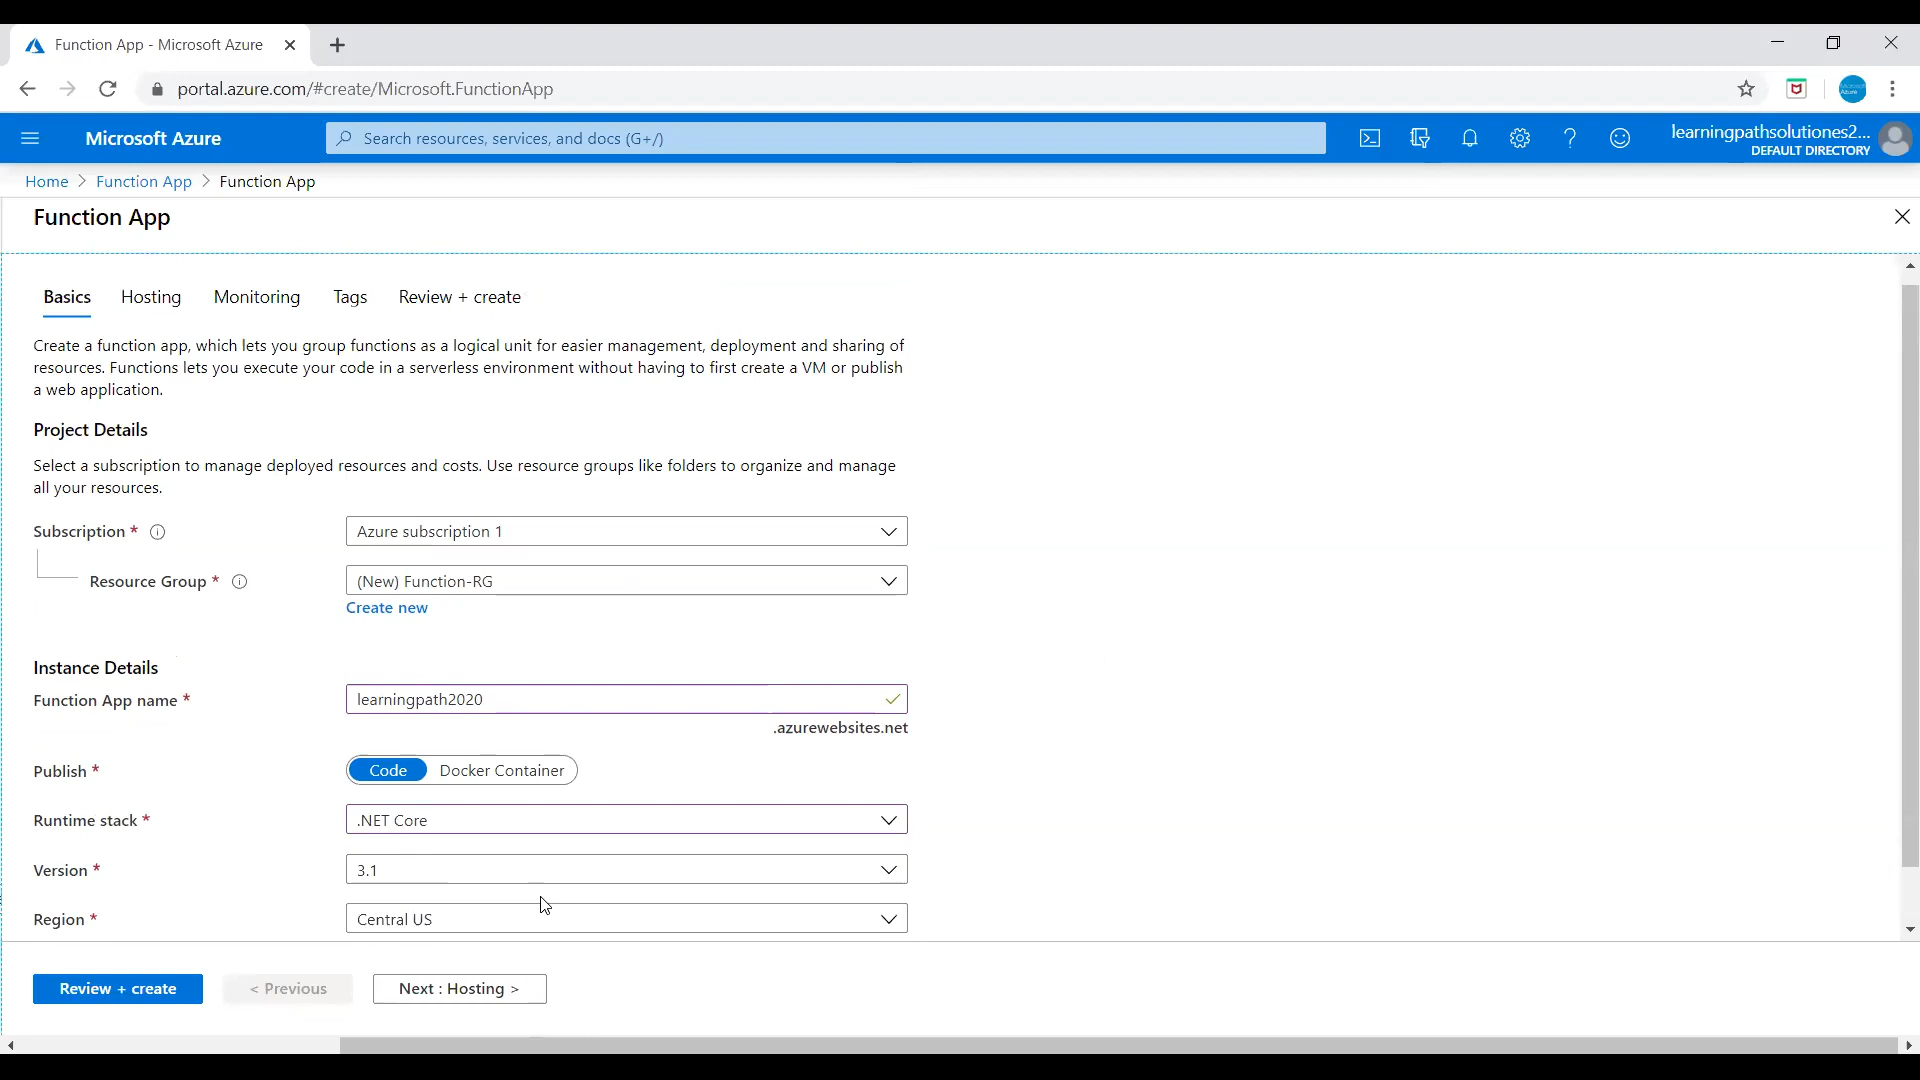 Function App - Microsoft Azure
portal.azure.com/#create/Microsoft.FunctionApp
Microsoft Azure
Search resources, services, and docs (G+/)
learningpathsolutiones2...
DEFAULT DIRECTORY
Home > Function App > Function App
Function App
Basics Hosting Monitoring Tags Review + create
Create a function app, which lets you group functions as a logical unit for easier management, deployment and sharing of
resources. Functions lets you execute your code in a serverless environment without having to first create a VM or publish
a web application.
Project Details
Select a subscription to manage deployed resources and costs. Use resource groups like folders to organize and manage
all your resources.
Subscription * Azure subscription 1
Resource Group * (New) Function-RG
Create new
Instance Details
Function App name * learningpath2020
.azurewebsites.net
Publish * Code Docker Container
Runtime stack * .NET Core
Version * 3.1
Region * Central US
Review + create < Previous Next : Hosting >